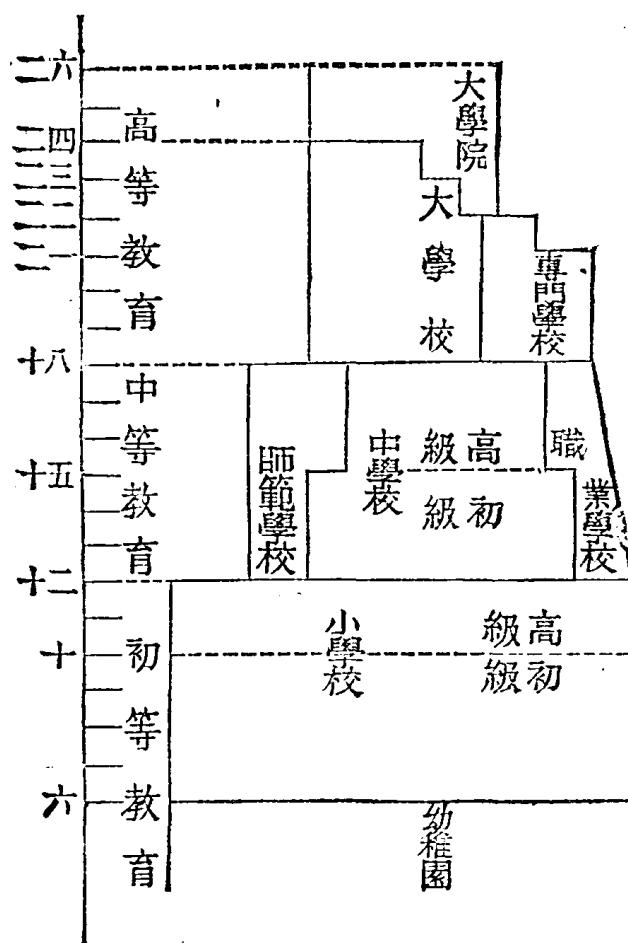 二六
二四
二三
二二
二一
十八
十五
十二
十
六
高等教育
中等教育
初等教育
大學院
大學校
專門學校
師範學校
中學校
高級
初級
職業學校
小學校
高級
初級
幼稚園